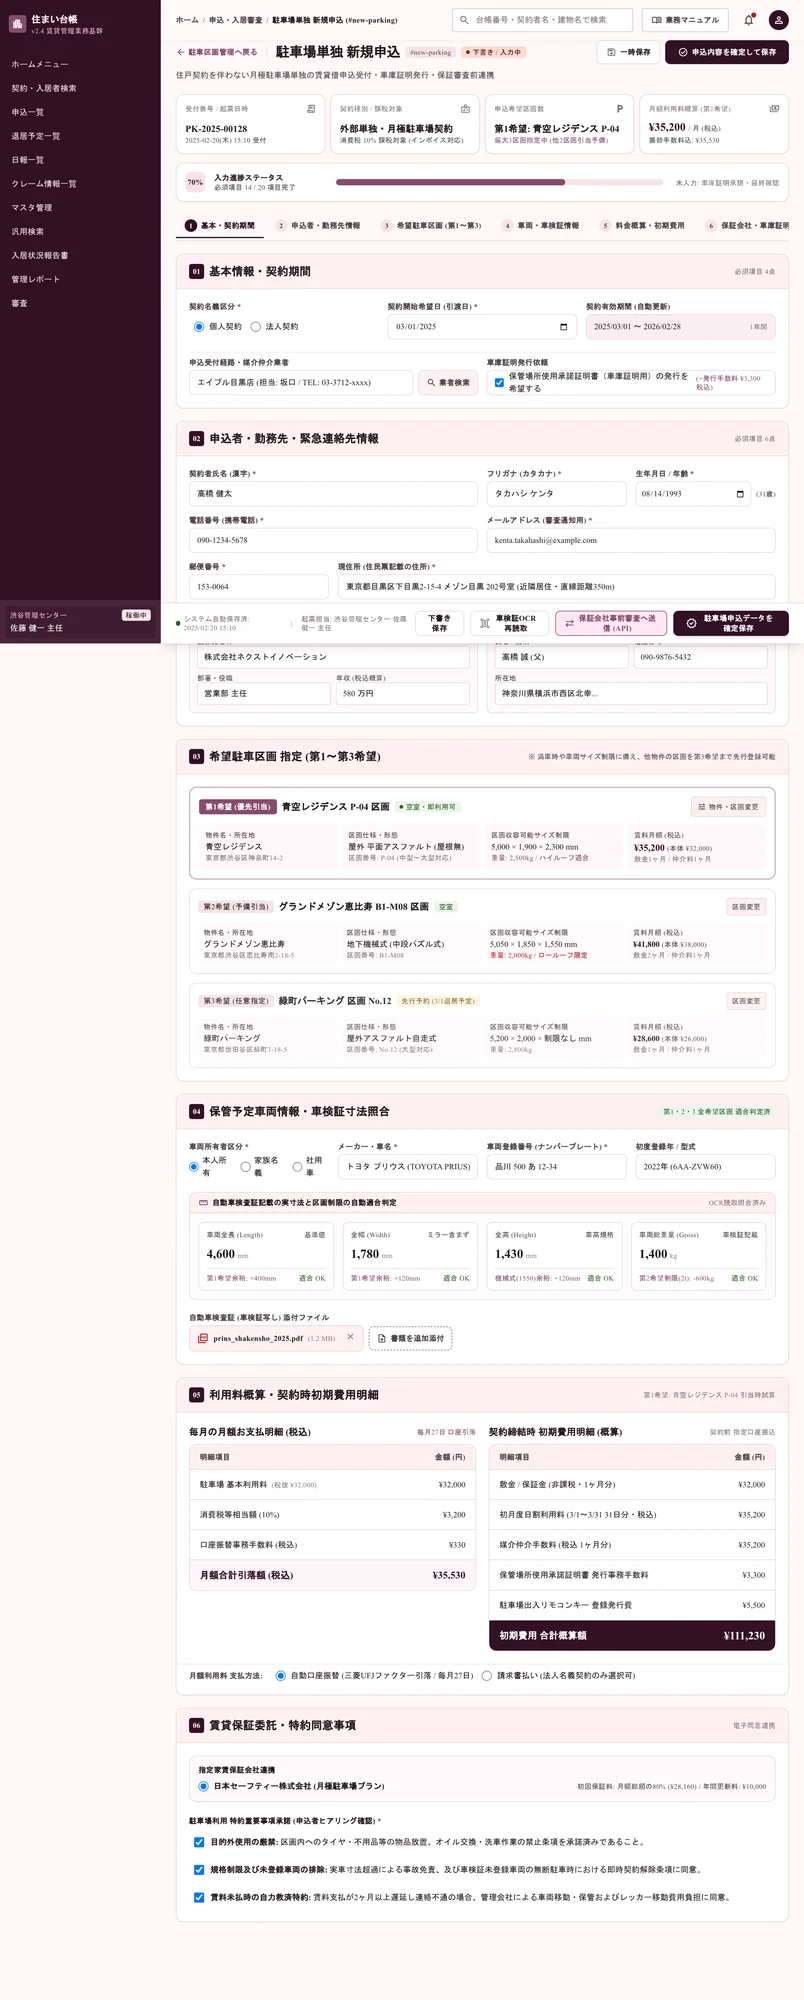 住まい台帳
v2.4 賃貸管理業務基幹
ホームメニュー
契約・入居者検索
申込一覧
退居予定一覧
日報一覧
クレーム情報一覧
マスタ管理
汎用検索
入居状況報告書
管理レポート
審査
渋谷管理センター
稼働中
佐藤 健一 主任
ホーム / 申込・入居審査 / 駐車場単独 新規申込 (#new-parking)
台帳番号・契約者名・建物名で検索
業務マニュアル
駐車区画管理へ戻る
駐車場単独 新規申込
#new-parking
下書き / 入力中
一時保存
申込内容を確定して保存
住戸契約を伴わない月極駐車場単独の賃貸借申込受付・車庫証明発行・保証審査前連携
受付番号 / 起票日時
PK-2025-00128
2025-02-20(木) 15:10 受付
契約種別 / 課税対象
外部単独・月極駐車場契約
消費税 10% 課税対象 (インボイス対応)
申込希望区画数
第1希望: 青空レジデンス P-04
最大3区画指定中 (他2区画引当予備)
月額利用料概算 (第1希望)
¥35,200 / 月 (税込)
振替手数料込: ¥35,530
70%
入力進捗ステータス
必須項目 14 / 20 項目完了
未入力: 車庫証明承諾・最終確認
1 基本・契約期間
2 申込者・勤務先情報
3 希望駐車区画 (第1〜第3)
4 車両・車検証情報
5 料金概算・初期費用
6 保証会社・車庫証明
01 基本情報・契約期間
必須項目 4点
契約名義区分 *
個人契約
法人契約
契約開始希望日 (引渡日) *
03/01/2025
契約有効期間 (自動更新)
2025/03/01 〜 2026/02/28
1年間
申込受付経路・媒介仲介業者
エイブル目黒店 (担当: 坂口 / TEL: 03-3712-xxxx)
業者検索
車庫証明発行依頼
保管場所使用承諾証明書（車庫証明用）の発行を希望する
(+発行手数料 ¥3,300 税込)
02 申込者・勤務先・緊急連絡先情報
必須項目 6点
契約者氏名 (漢字) *
高橋 健太
フリガナ (カタカナ) *
タカハシ ケンタ
生年月日 / 年齢 *
08/14/1993
(31歳)
電話番号 (携帯電話) *
090-1234-5678
メールアドレス (審査通知用) *
kenta.takahashi@example.com
郵便番号 *
153-0064
現住所 (住民票記載の住所) *
東京都目黒区下目黒2-15-4 メゾン目黒 202号室 (近隣居住・直線距離350m)
システム自動保存済: 2025/02/20 15:10
起票担当: 渋谷管理センター 佐藤 健一 主任
下書き保存
車検証OCR再読取
保証会社事前審査へ送信 (API)
駐車場申込データを確定保存
株式会社ネクストイノベーション
高橋 誠 (父)
090-9876-5432
部署・役職
営業部 主任
年収 (税込概算)
580 万円
所在地
神奈川県横浜市西区北幸...
03 希望駐車区画 指定 (第1〜第3希望)
※ 満車時や車両サイズ制限に備え、他物件の区画を第3希望まで先行登録可能
第1希望 (優先引当)
青空レジデンス P-04 区画
空室・即利用可
物件・区画変更
物件名・所在地
青空レジデンス
東京都渋谷区神泉町14-2
区画仕様・形態
屋外 平面アスファルト (屋根無)
区画番号: P-04 (中型〜大型対応)
区画収容可能サイズ制限
5,000 × 1,900 × 2,300 mm
重量: 2,500kg / ハイルーフ適合
賃料月額 (税込)
¥35,200 (本体 ¥32,000)
敷金1ヶ月 / 仲介料1ヶ月
第2希望 (予備引当)
グランドメゾン恵比寿 B1-M08 区画
空室
区画変更
物件名・所在地
グランドメゾン恵比寿
東京都渋谷区恵比寿南2-18-5
区画仕様・形態
地下機械式 (中段パズル式)
区画番号: B1-M08
区画収容可能サイズ制限
5,050 × 1,850 × 1,550 mm
重量: 2,000kg / ロールーフ限定
賃料月額 (税込)
¥41,800 (本体 ¥38,000)
敷金2ヶ月 / 仲介料1ヶ月
第3希望 (任意指定)
緑町パーキング 区画 No.12
先行予約 (3/1退居予定)
区画変更
物件名・所在地
緑町パーキング
東京都世田谷区緑町3-18-5
区画仕様・形態
屋外アスファルト自走式
区画番号: No.12 (大型対応)
区画収容可能サイズ制限
5,200 × 2,000 × 制限なし mm
重量: 2,800kg
賃料月額 (税込)
¥28,600 (本体 ¥26,000)
敷金1ヶ月 / 仲介料1ヶ月
04 保管予定車両情報・車検証寸法照合
第1・2・3 全希望区画 適合判定済
車両所有者区分 *
本人所有
家族名義
社用車
メーカー・車名 *
トヨタ プリウス (TOYOTA PRIUS)
車両登録番号 (ナンバープレート) *
品川 500 あ 12-34
初度登録年 / 型式
2022年 (6AA-ZVW60)
自動車検査証記載の実寸法と区画制限の自動適合判定
OCR読取照合済み
車両全長 (Length)
基準値
4,600 mm
第1希望余裕: +400mm
適合 OK
全幅 (Width)
ミラー含まず
1,780 mm
第1希望余裕: +120mm
適合 OK
全高 (Height)
車高規格
1,430 mm
機械式(1550)余裕: +120mm
適合 OK
車両総重量 (Gross)
車検証記載
1,400 kg
第2希望制限(2t): -600kg
適合 OK
自動車検査証 (車検証写し) 添付ファイル
prius_shakensho_2025.pdf (1.2 MB)
書類を追加添付
05 利用料概算・契約時初期費用明細
第1希望: 青空レジデンス P-04 引当時試算
毎月の月額お支払明細 (税込)
毎月27日 口座引落
明細項目
金額 (円)
駐車場 基本利用料 (税抜 ¥32,000)
¥32,000
消費税等相当額 (10%)
¥3,200
口座振替事務手数料 (税込)
¥330
月額合計引落額 (税込)
¥35,530
契約締結時 初期費用明細 (概算)
契約前 指定口座振込
明細項目
金額 (円)
敷金 / 保証金 (非課税・1ヶ月分)
¥32,000
初月度日割利用料 (3/1〜3/31 31日分・税込)
¥35,200
媒介仲介手数料 (税込 1ヶ月分)
¥35,200
保管場所使用承諾証明書 発行事務手数料
¥3,300
駐車場出入リモコンキー 登録発行費
¥5,500
初期費用 合計概算額
¥111,230
月額利用料 支払方法:
自動口座振替 (三菱UFJファクター引落 / 毎月27日)
請求書払い (法人名義契約のみ選択可)
06 賃貸保証委託・特約同意事項
電子同意連携
指定家賃保証会社連携
日本セーフティー株式会社 (月極駐車場プラン)
初回保証料: 月額総額の80% (¥28,160) / 年間更新料: ¥10,000
駐車場利用 特約重要事項承諾 (申込者ヒアリング確認) *
目的外使用の厳禁: 区画内へのタイヤ・不用品等の物品放置、オイル交換・洗車作業の禁止条項を承諾済みであること。
規格制限及び未登録車両の排除: 実車寸法超過による事故免責、及び車検証未登録車両の無断駐車時における即時契約解除条項に同意。
賃料未払時の自力救済特約: 賃料支払が2ヶ月以上遅延し連絡不通の場合、管理会社による車両移動・保管およびレッカー移動費用負担に同意。